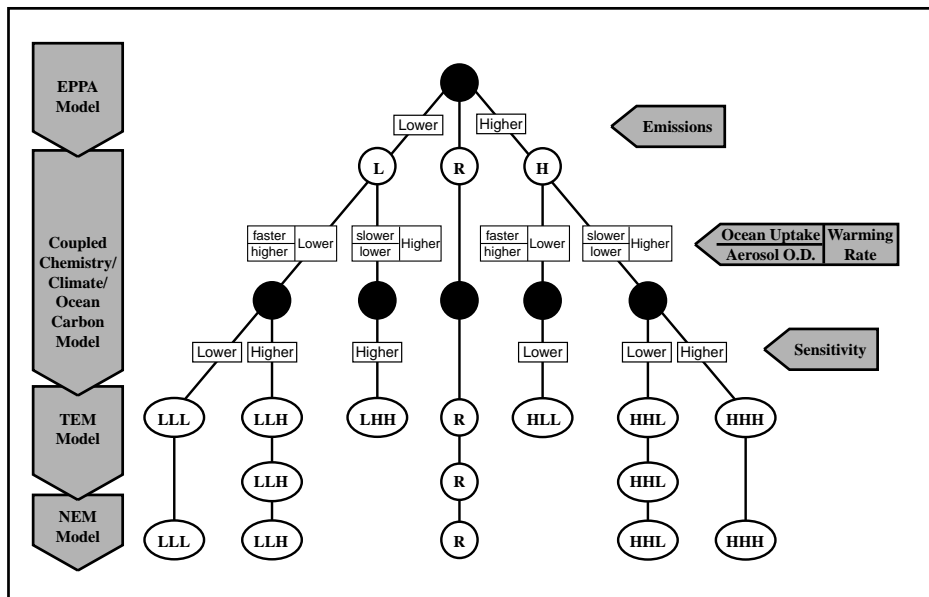 EPPA
Model
Lower
Higher
Emissions
L
R
H
Coupled
Chemistry/
Climate/
Ocean
Carbon
Model
faster
higher
Lower
slower
lower
Higher
faster
higher
Lower
slower
lower
Higher
Ocean Uptake
Aerosol O.D.
Warming
Rate
Lower
Higher
Higher
Lower
Lower
Higher
Sensitivity
TEM
Model
LLL
LLH
LHH
R
HLL
HHL
HHH
LLH
R
HHL
NEM
Model
LLL
LLH
R
HHL
HHH